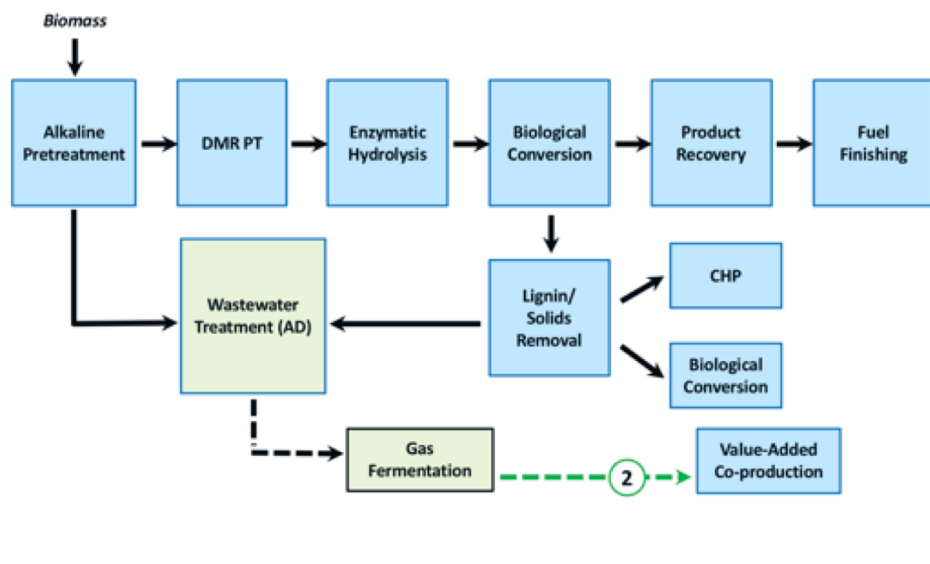 Biomass
Alkaline
Pretreatment
DMR PT
Enzymatic
Hydrolysis
Biological
Conversion
Product
Recovery
Fuel
Finishing
Wastewater
Treatment (AD)
Lignin/
Solids
Removal
CHP
Biological
Conversion
Gas
Fermentation
2
Value-Added
Co-production